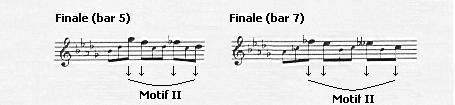 Finale (bar 5) Finale (bar 7)
Motif II Motif II